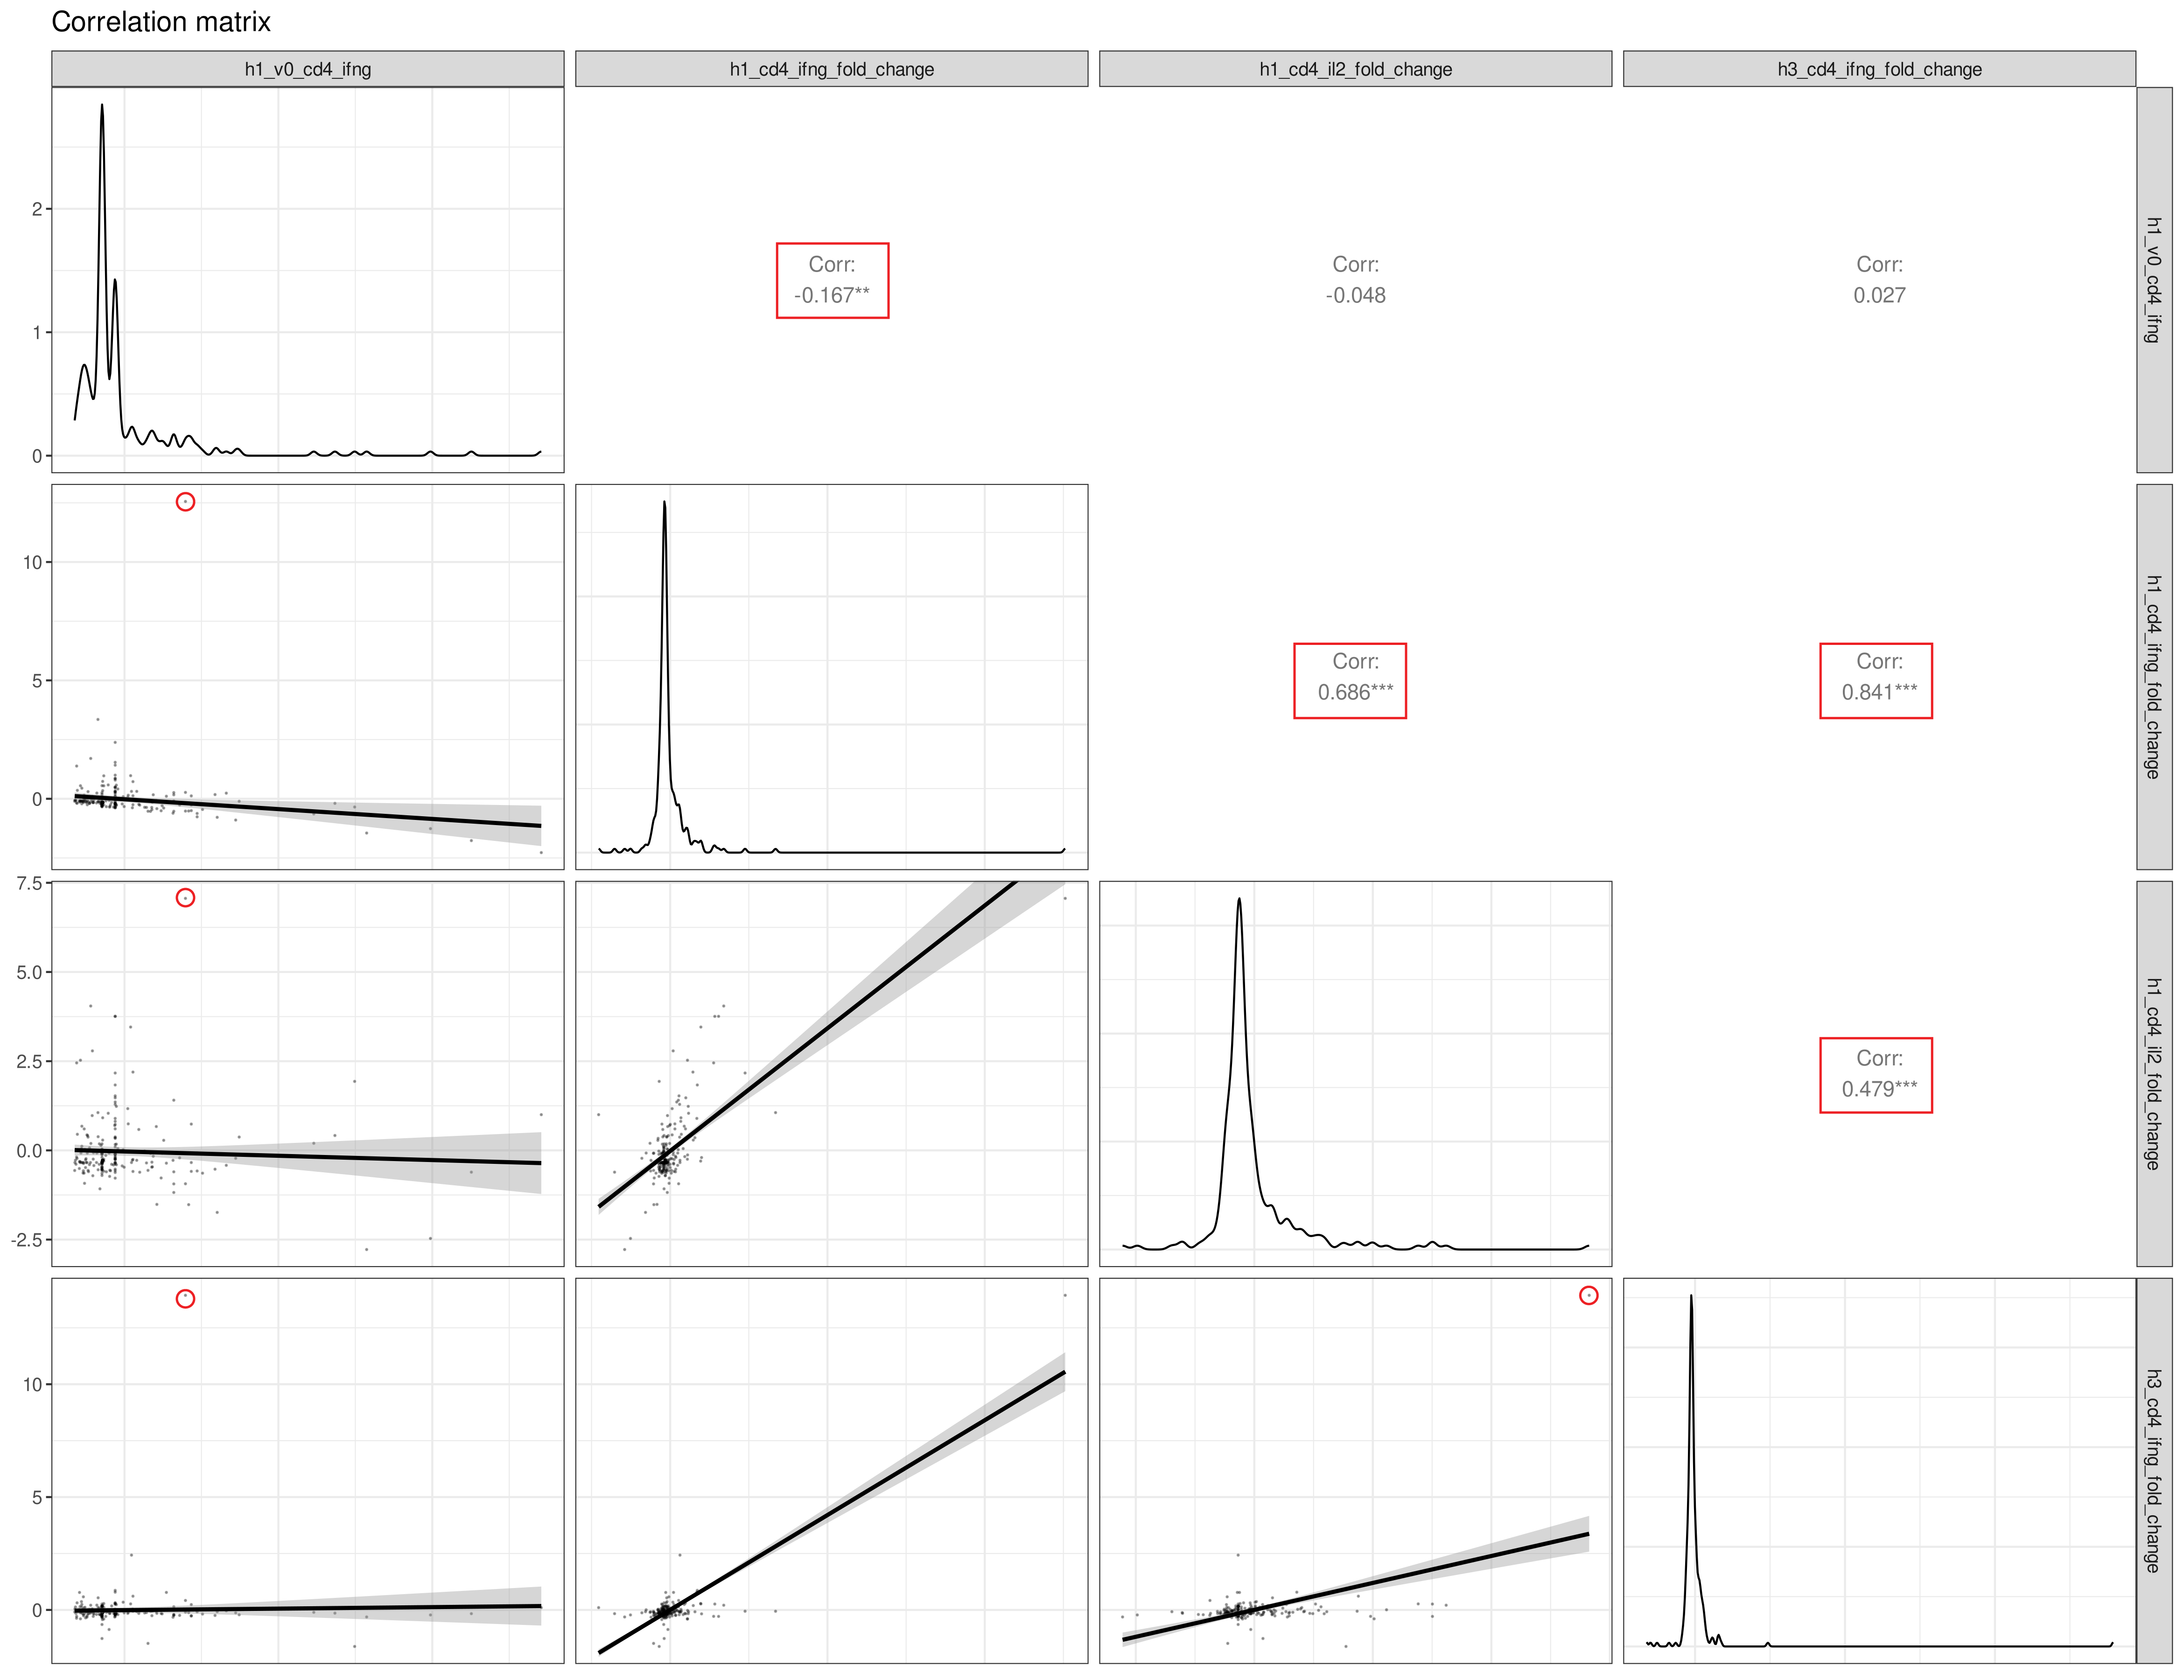 Correlation matrix
h1_v0_cd4_ifng
h1_cd4_ifng_fold_change
h1_cd4_il2_fold_change
h3_cd4_ifng_fold_change
2
1
0
Corr:
-0.167**
Corr:
-0.048
Corr:
0.027
h1_v0_cd4_ifng
10
5
0
Corr:
0.686***
Corr:
0.841***
h1_cd4_ifng_fold_change
7.5
5.0
2.5
0.0
-2.5
Corr:
0.479***
h1_cd4_il2_fold_change
10
5
0
h3_cd4_ifng_fold_change